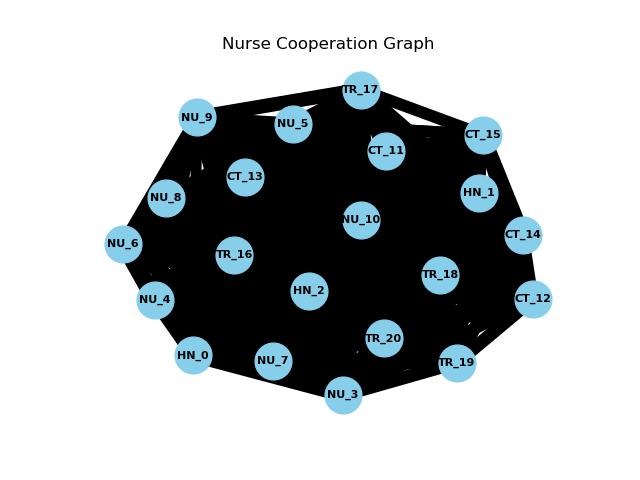 Nurse Cooperation Graph
TR_17
NU_9
NU_5
CT_15
CT_11
CT_13
HN_1
NU_8
NU_10
CT_14
NU_6
TR_16
TR_18
HN_2
NU_4
CT_12
TR_20
HN_0
NU_7
TR_19
NU_3